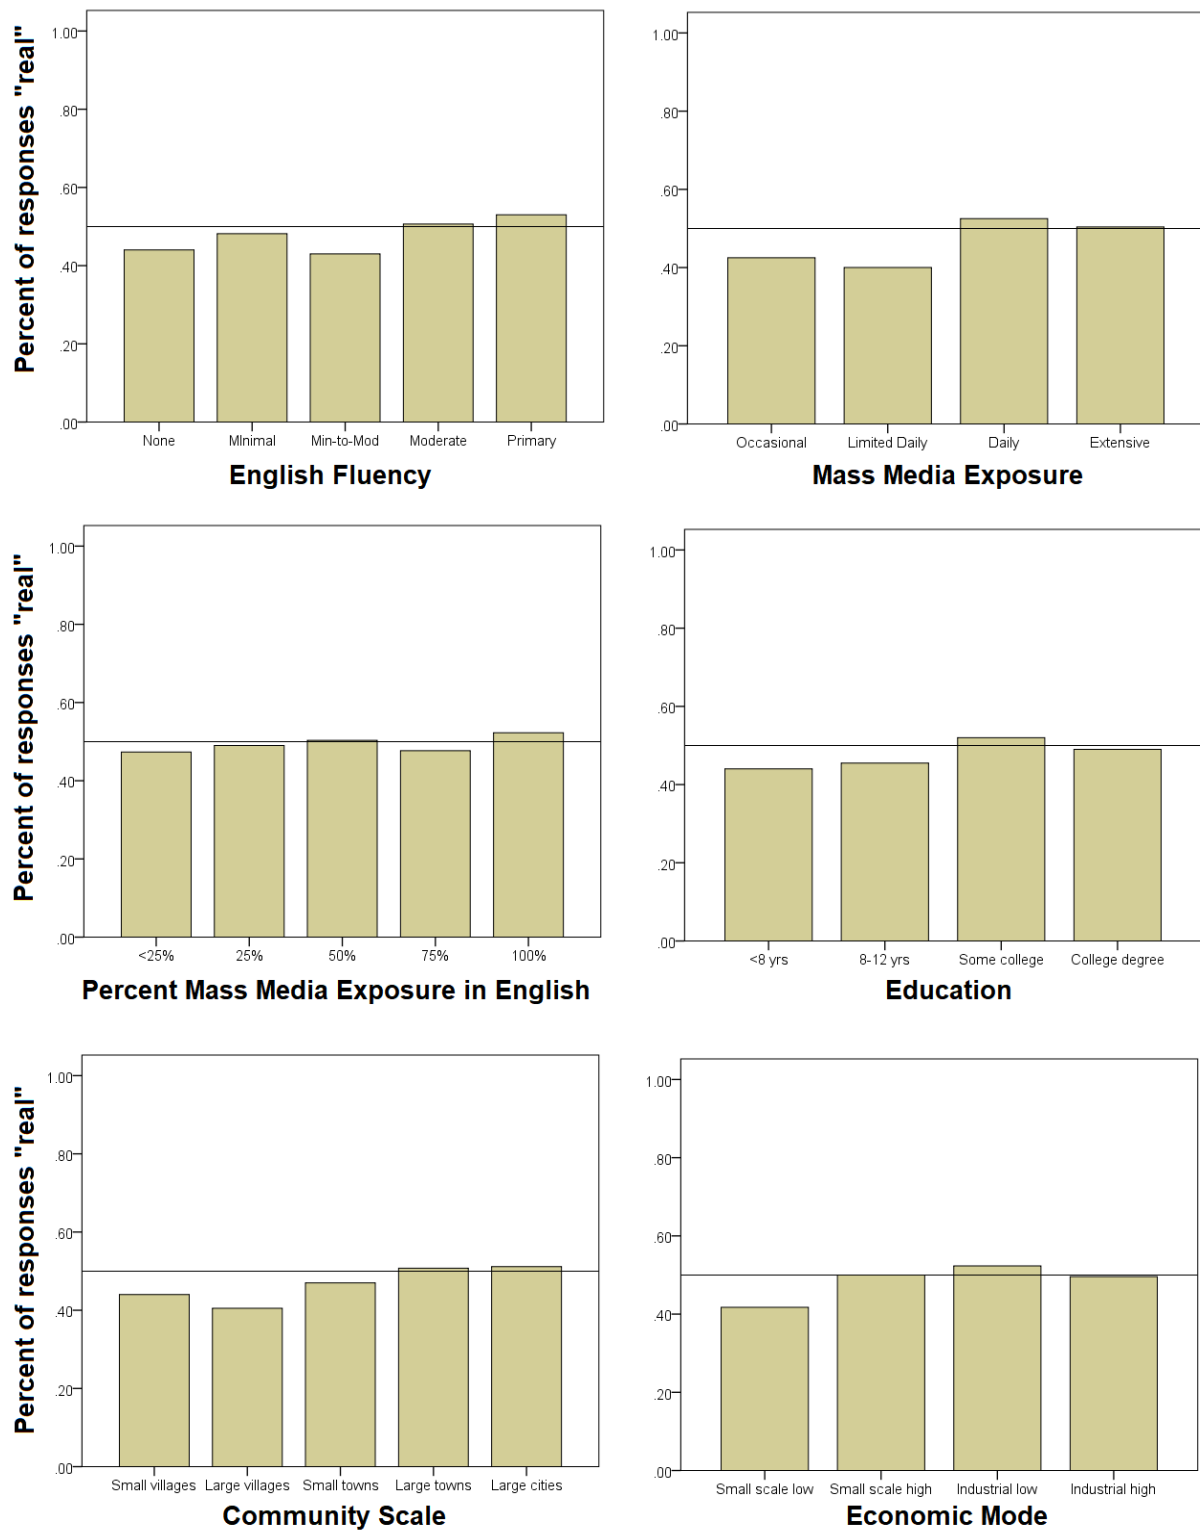 Percent of responses "real"
1.00
.80
.60
.40
.20
.00
None MInimal Min-to-Mod Moderate Primary
English Fluency
1.00
.80
.60
.40
.20
.00
Occasional Limited Daily Daily Extensive
Mass Media Exposure
Percent of responses "real"
1.00
.80
.60
.40
.20
.00
<25% 25% 50% 75% 100%
Percent Mass Media Exposure in English
1.00
.80
.60
.40
.20
.00
<8 yrs 8-12 yrs Some college College degree
Education
Percent of responses "real"
1.00
.80
.60
.40
.20
.00
Small villages Large villages Small towns Large towns Large cities
Community Scale
1.00
.80
.60
.40
.20
.00
Small scale low Small scale high Industrial low Industrial high
Economic Mode